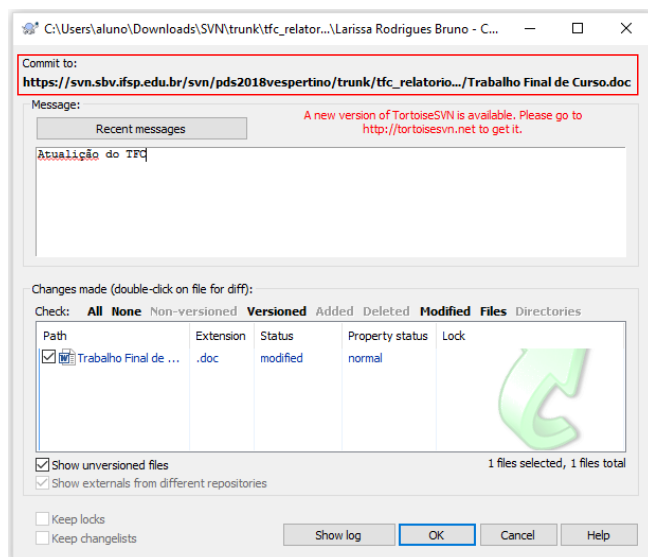 C:\Users\aluno\Downloads\SVN\trunk\tfc_relator...\Larissa Rodrigues Bruno - C...
Commit to:
https://svn.sbv.ifsp.edu.br/svn/pds2018vespertino/trunk/tfc_relatorio.../Trabalho Final de Curso.doc
Message:
Recent messages
A new version of TortoiseSVN is available. Please go to
http://tortoisesvn.net to get it.
Atualição do TFC
Changes made (double-click on file for diff):
Check: All None Non-versioned Versioned Added Deleted Modified Files Directories
Path Extension Status Property status Lock
Trabalho Final de ... .doc modified normal
Show unversioned files
1 files selected, 1 files total
Show externals from different repositories
Keep locks
Keep changelists
Show log OK Cancel Help